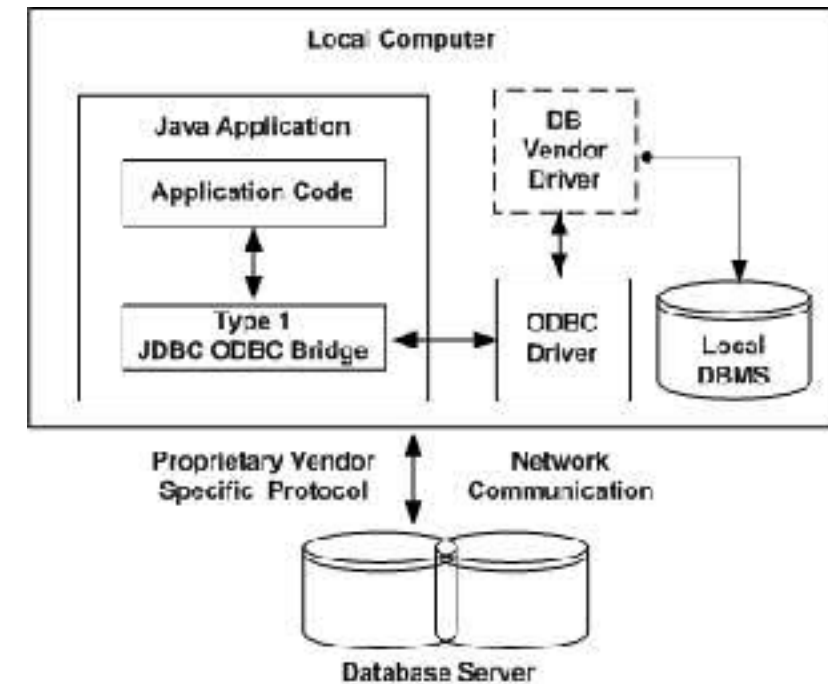 Local Computer
Java Application
Application Code
Type 1
JDBC ODBC Bridge
DB
Vendor
Driver
ODBC
Driver
Local
DBMS
Proprietary Vendor
Specific Protocol
Network
Communication
Database Server